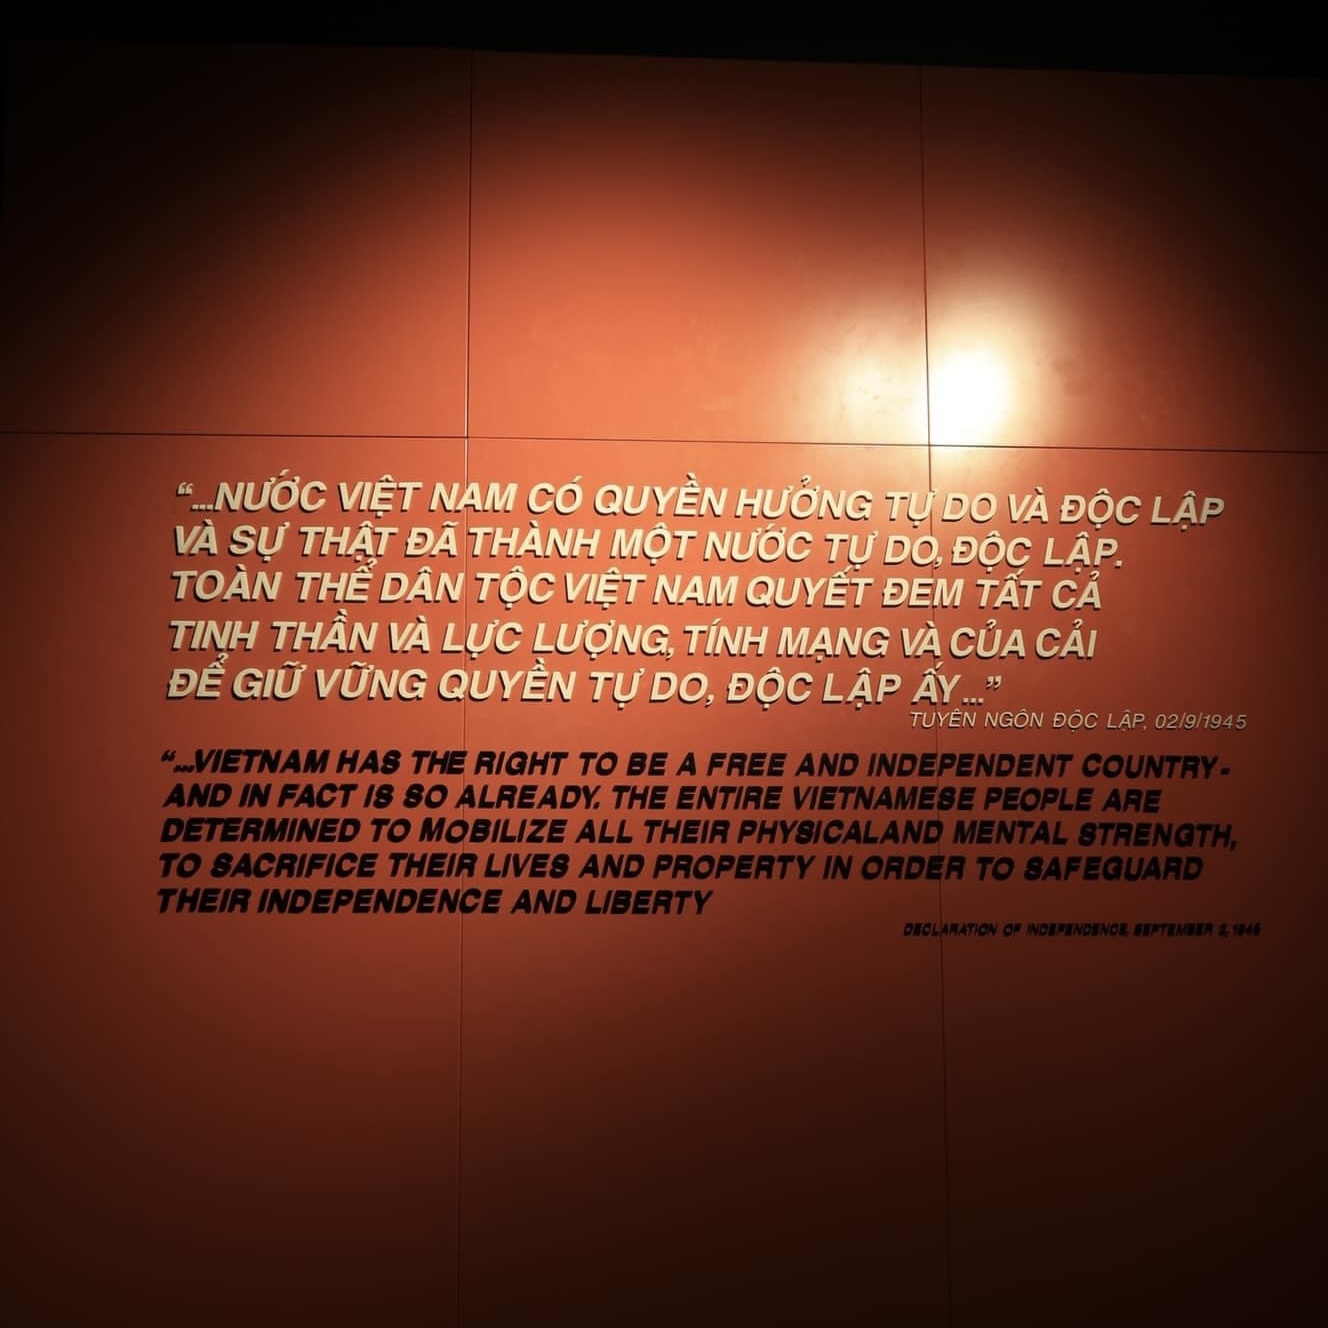 “...NƯỚC VIỆT NAM CÓ QUYỀN HƯỞNG TỰ DO VÀ ĐỘC LẬP
VÀ SỰ THẬT ĐÃ THÀNH MỘT NƯỚC TỰ DO, ĐỘC LẬP.
TOÀN THỂ DÂN TỘC VIỆT NAM QUYẾT ĐEM TẤT CẢ
TINH THẦN VÀ LỰC LƯỢNG, TÍNH MẠNG VÀ CỦA CẢI
ĐỂ GIỮ VỮNG QUYỀN TỰ DO, ĐỘC LẬP ẤY...”
TUYÊN NGÔN ĐỘC LẬP, 02/9/1945
“...VIETNAM HAS THE RIGHT TO BE A FREE AND INDEPENDENT COUNTRY-
AND IN FACT IS SO ALREADY. THE ENTIRE VIETNAMESE PEOPLE ARE
DETERMINED TO MOBILIZE ALL THEIR PHYSICALAND MENTAL STRENGTH,
TO SACRIFICE THEIR LIVES AND PROPERTY IN ORDER TO SAFEGUARD
THEIR INDEPENDENCE AND LIBERTY
DECLARATION OF INDEPENDENCE, SEPTEMBER 2, 1945